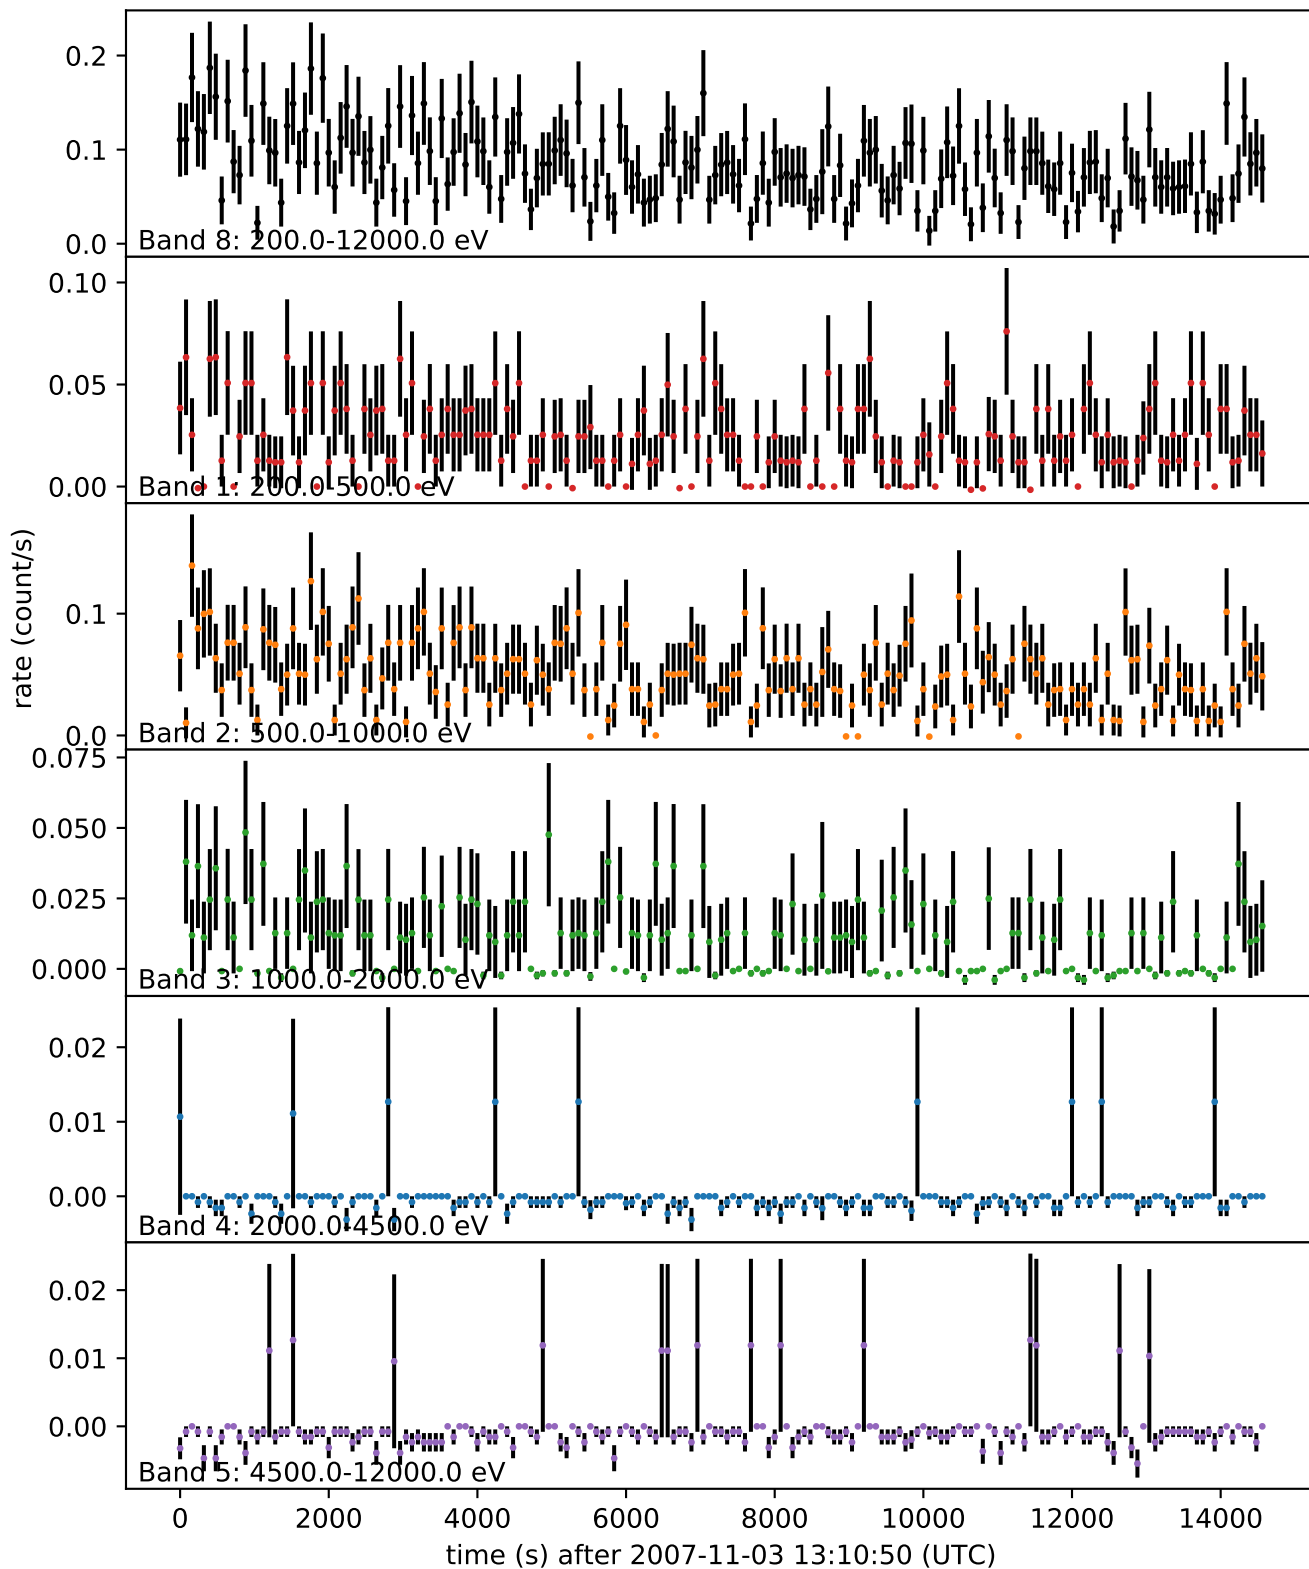 0.2
0.1
0.0
Band 8: 200.0-12000.0 eV
0.10
0.05
0.00
Band 1: 200.0-500.0 eV
rate (count/s)
0.1
0.0
Band 2: 500.0-1000.0 eV
0.075
0.050
0.025
0.000
Band 3: 1000.0-2000.0 eV
0.02
0.01
0.00
Band 4: 2000.0-4500.0 eV
0.02
0.01
0.00
Band 5: 4500.0-12000.0 eV
0 2000 4000 6000 8000 10000 12000 14000
time (s) after 2007-11-03 13:10:50 (UTC)